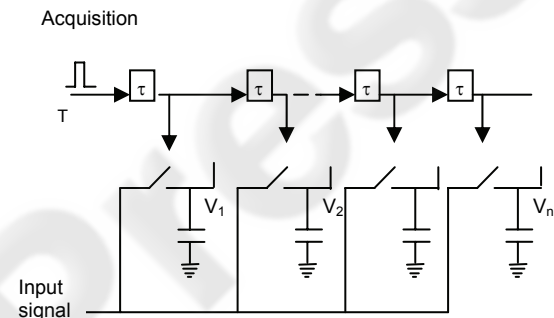 Acquisition
T
τ τ τ τ
V1 V2 Vn
Input
signal